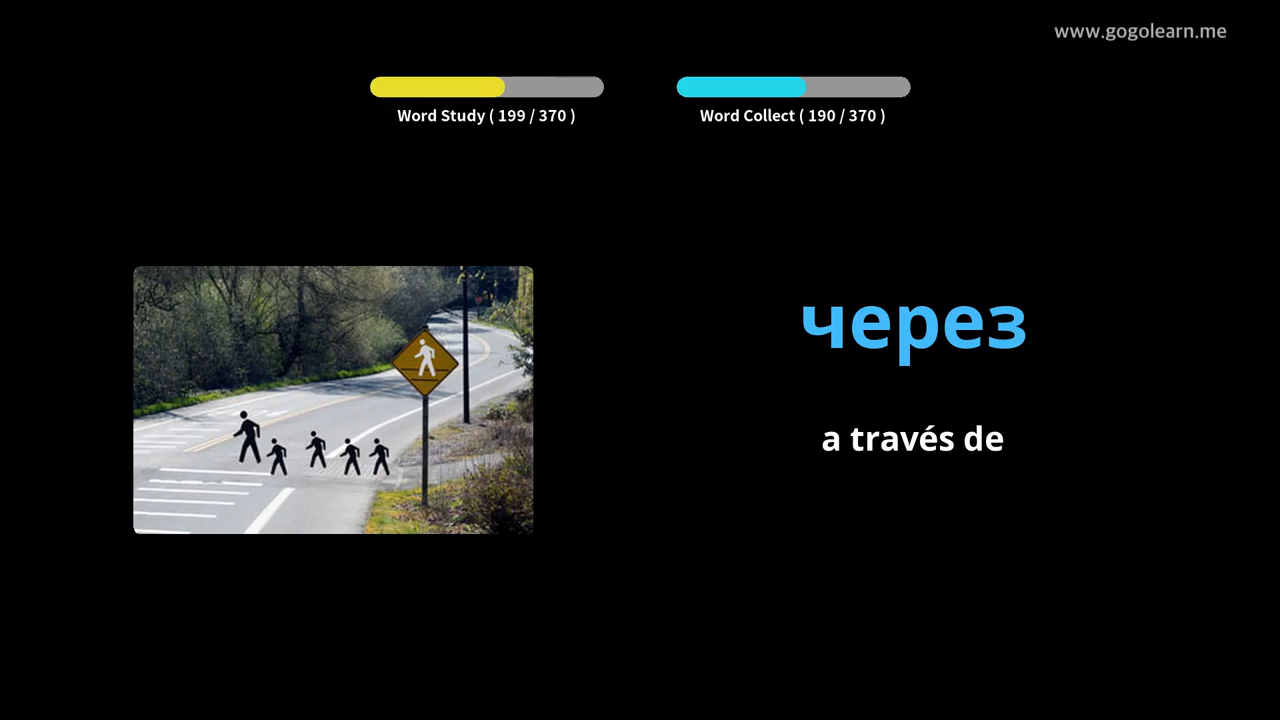 www.gogolearn.me
Word Study ( 199 / 370 )
Word Collect ( 190 / 370 )
через
a través de